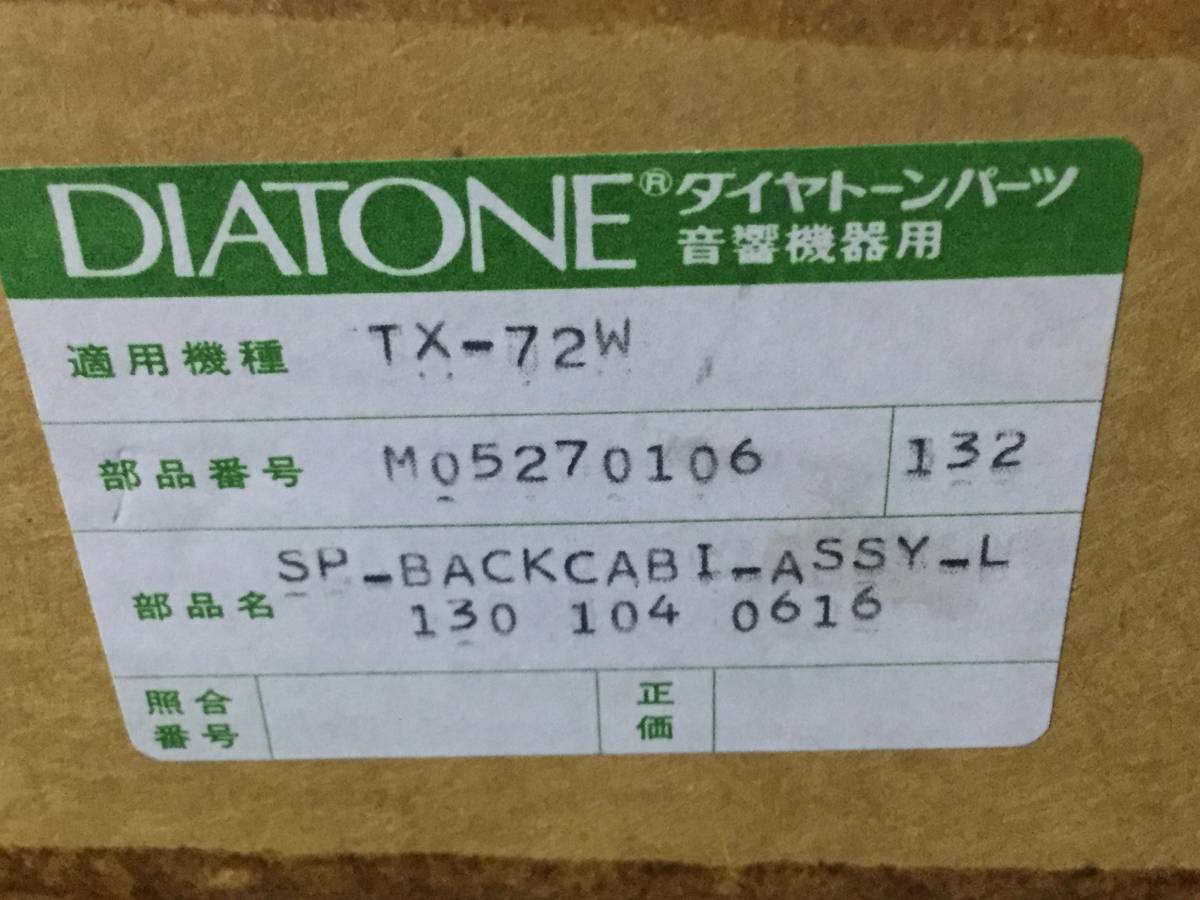 DIATONE® ダイヤトーンパーツ
音響機器用
適用機種 TX-72W
部品番号 M05270106 132
部品名 SP-BACKCABI-ASSY-L
130 104 0616
照合
番号
正
価